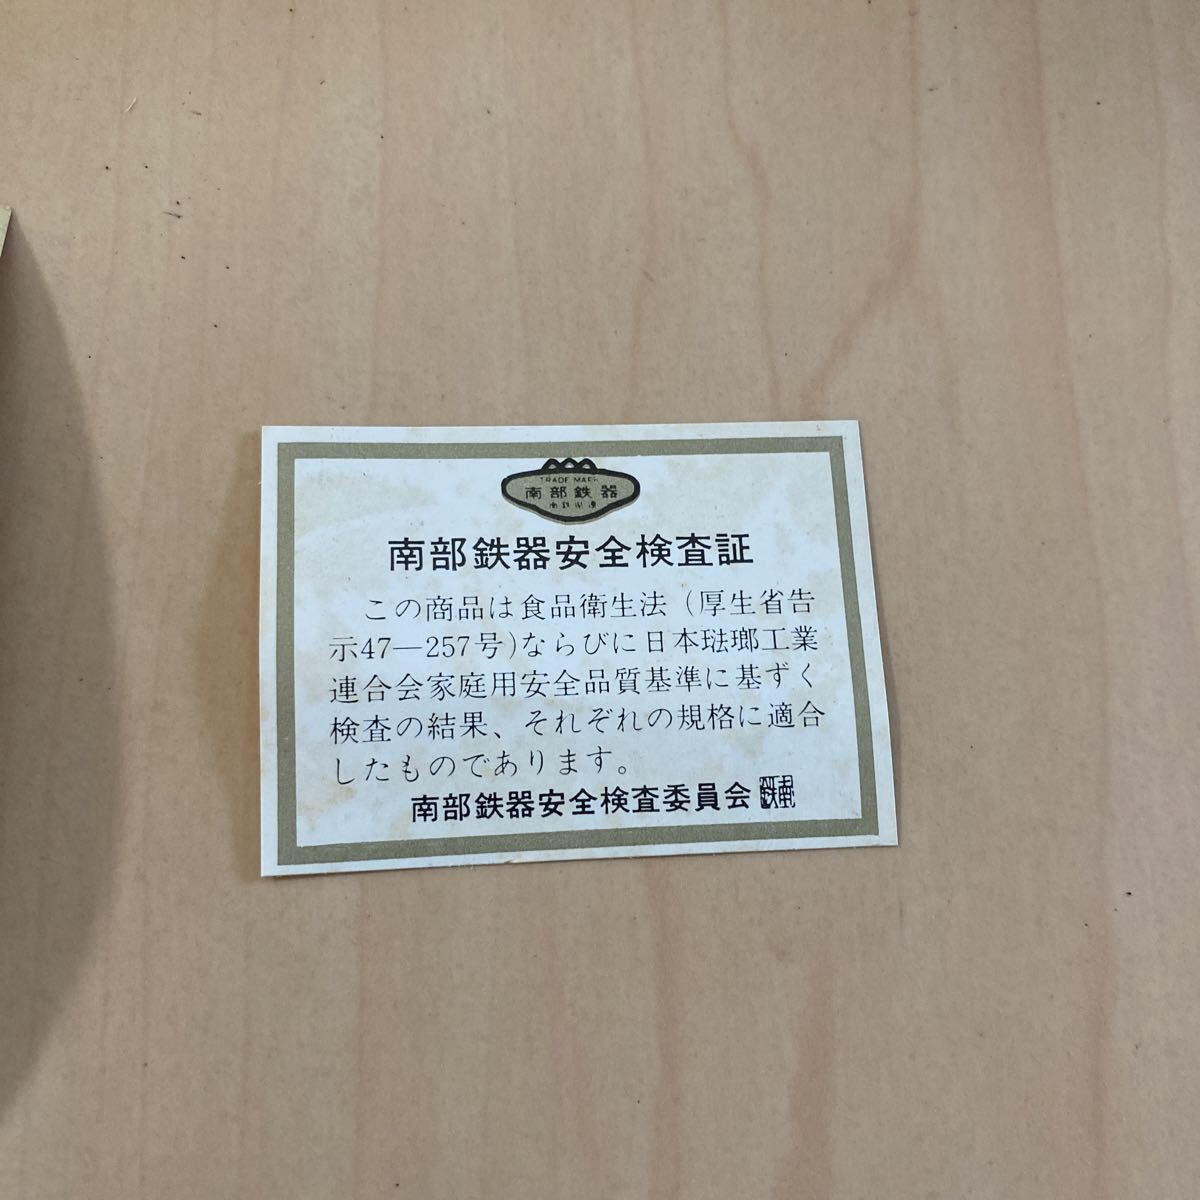 TRADE MARK
南部鉄器
南部鉄器安全検査証
この商品は食品衛生法(厚生省告
示47―257号)ならびに日本琺瑯工業
連合会家庭用安全品質基準に基ずく
検査の結果、それぞれの規格に適合
したものであります。
南部鉄器安全検査委員会